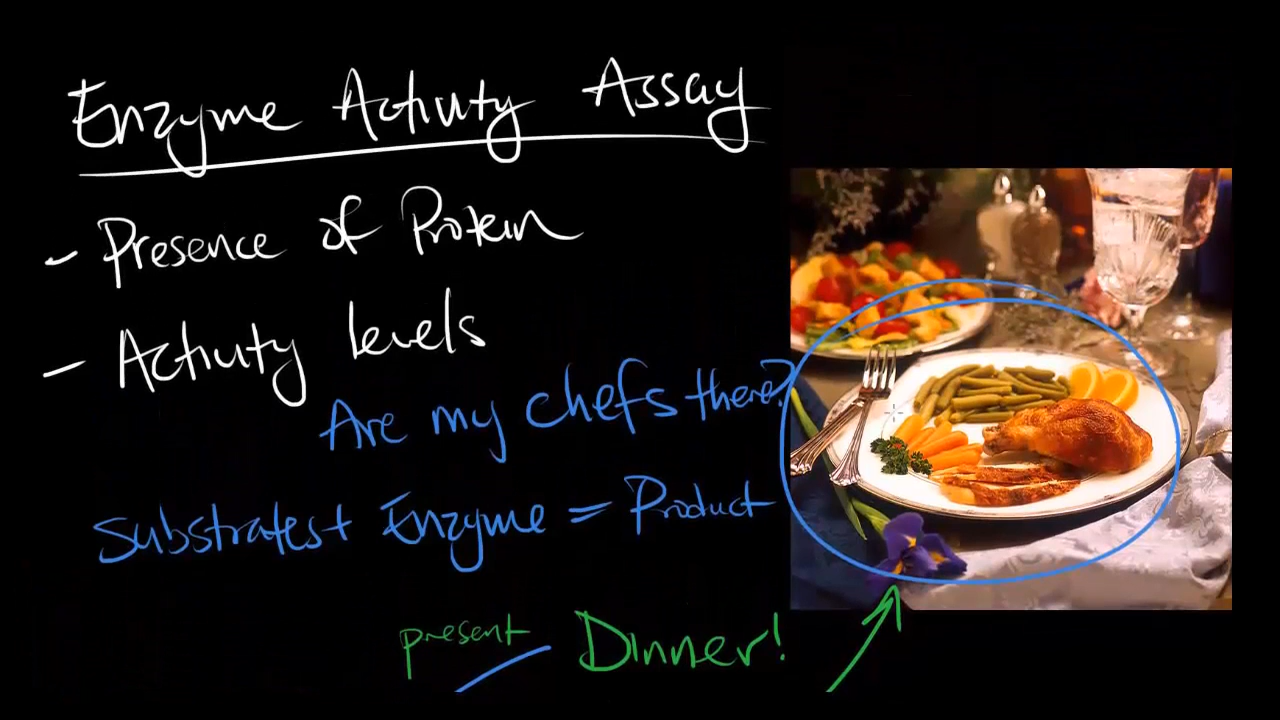 Enzyme Activity Assay
- Presence of Protein
- Activity levels
Are my chefs there?
Substrates + Enzyme = Product
present Dinner!